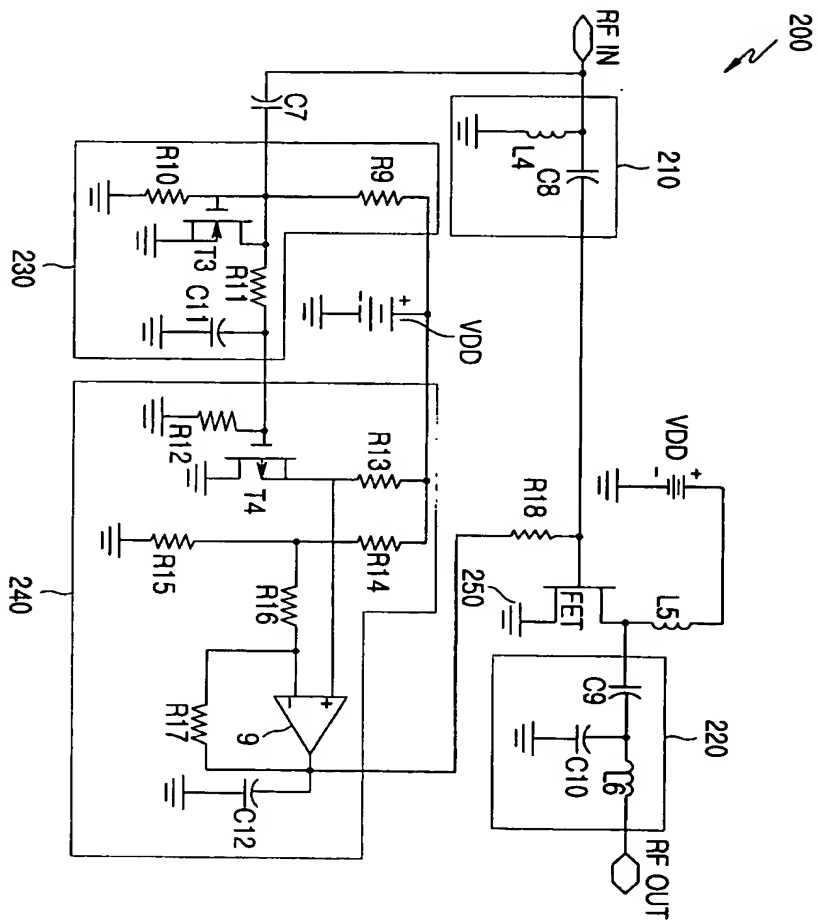 200
RF IN
210
L4
C8
C7
230
R10
R9
T3
R11
C11
VDD
+
-
240
R12
T4
R13
R15
R14
R16
R17
-
+
9
C12
R18
250
FET
VDD
+
-
L5
220
C9
C10
L6
RF OUT